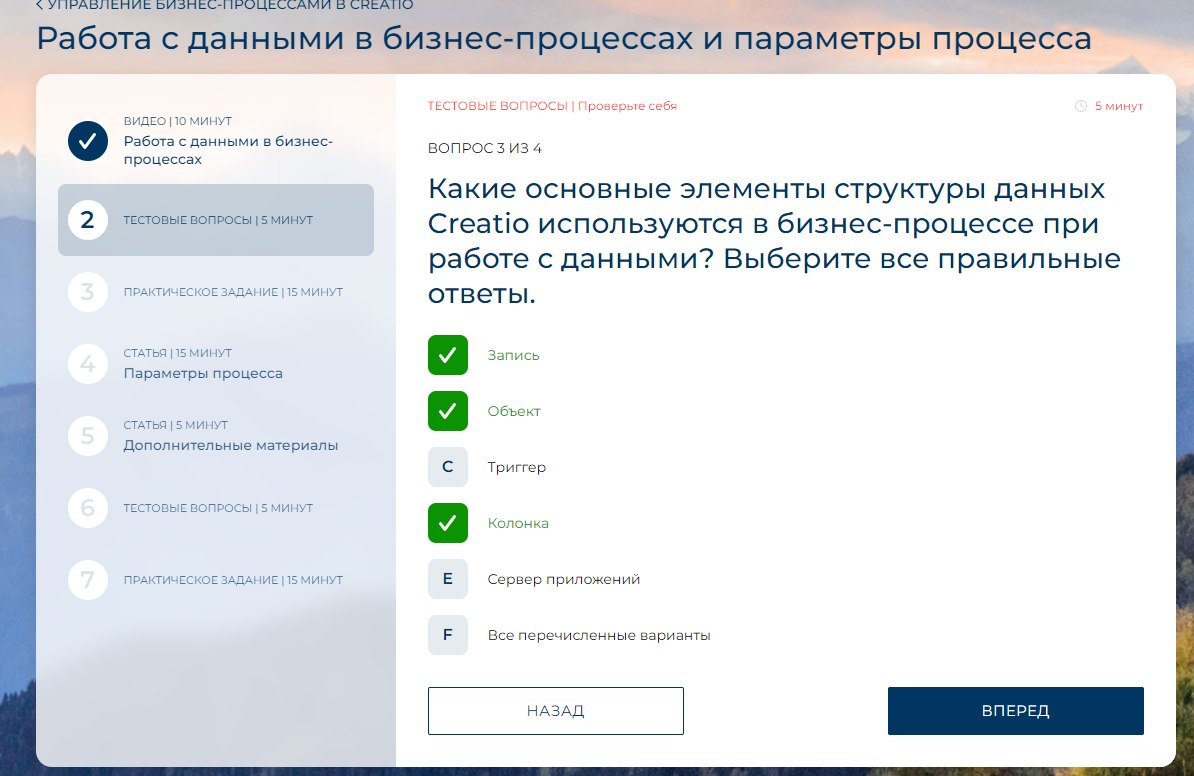 УПРАВЛЕНИЕ БИЗНЕС-ПРОЦЕССАМИ В CREATIO
Работа с данными в бизнес-процессах и параметры процесса
ВИДЕО | 10 МИНУТ
Работа с данными в бизнес-
процессах
2
ТЕСТОВЫЕ ВОПРОСЫ | 5 МИНУТ
3
ПРАКТИЧЕСКОЕ ЗАДАНИЕ | 15 МИНУТ
4
СТАТЬЯ | 15 МИНУТ
Параметры процесса
5
СТАТЬЯ | 5 МИНУТ
Дополнительные материалы
6
ТЕСТОВЫЕ ВОПРОСЫ | 5 МИНУТ
7
ПРАКТИЧЕСКОЕ ЗАДАНИЕ | 15 МИНУТ
ТЕСТОВЫЕ ВОПРОСЫ | Проверьте себя
5 минут
ВОПРОС 3 ИЗ 4
Какие основные элементы структуры данных
Creatio используются в бизнес-процессе при
работе с данными? Выберите все правильные
ответы.
Запись
Объект
C Триггер
Колонка
E Сервер приложений
F Все перечисленные варианты
НАЗАД
ВПЕРЕД